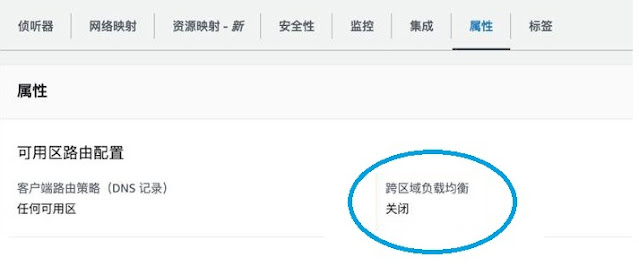 侦听器 网络映射 资源映射 - 新 安全性 监控 集成 属性 标签
属性
可用区路由配置
客户端路由策略（DNS 记录）
任何可用区
跨区域负载均衡
关闭